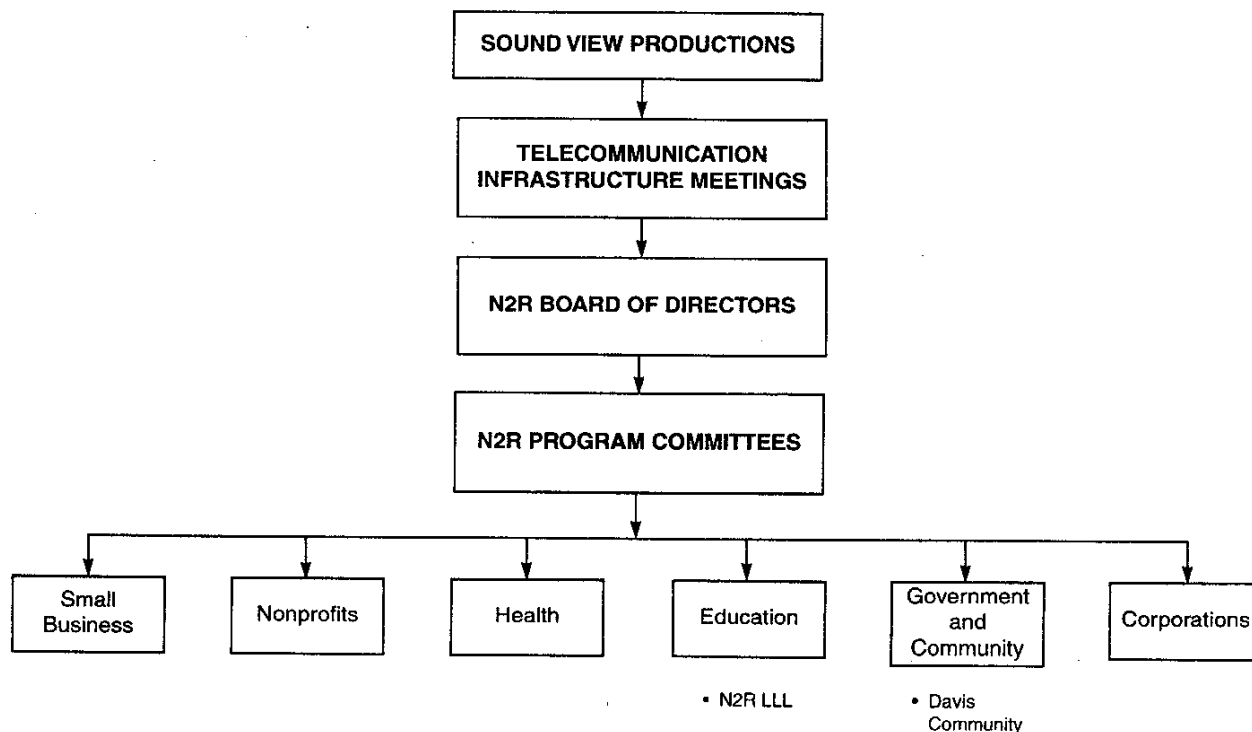 SOUND VIEW PRODUCTIONS
TELECOMMUNICATION
INFRASTRUCTURE MEETINGS
N2R BOARD OF DIRECTORS
N2R PROGRAM COMMITTEES
Small
Business
Nonprofits
Health
Education
Government
and
Community
Corporations
• N2R LLL
• Davis
Community